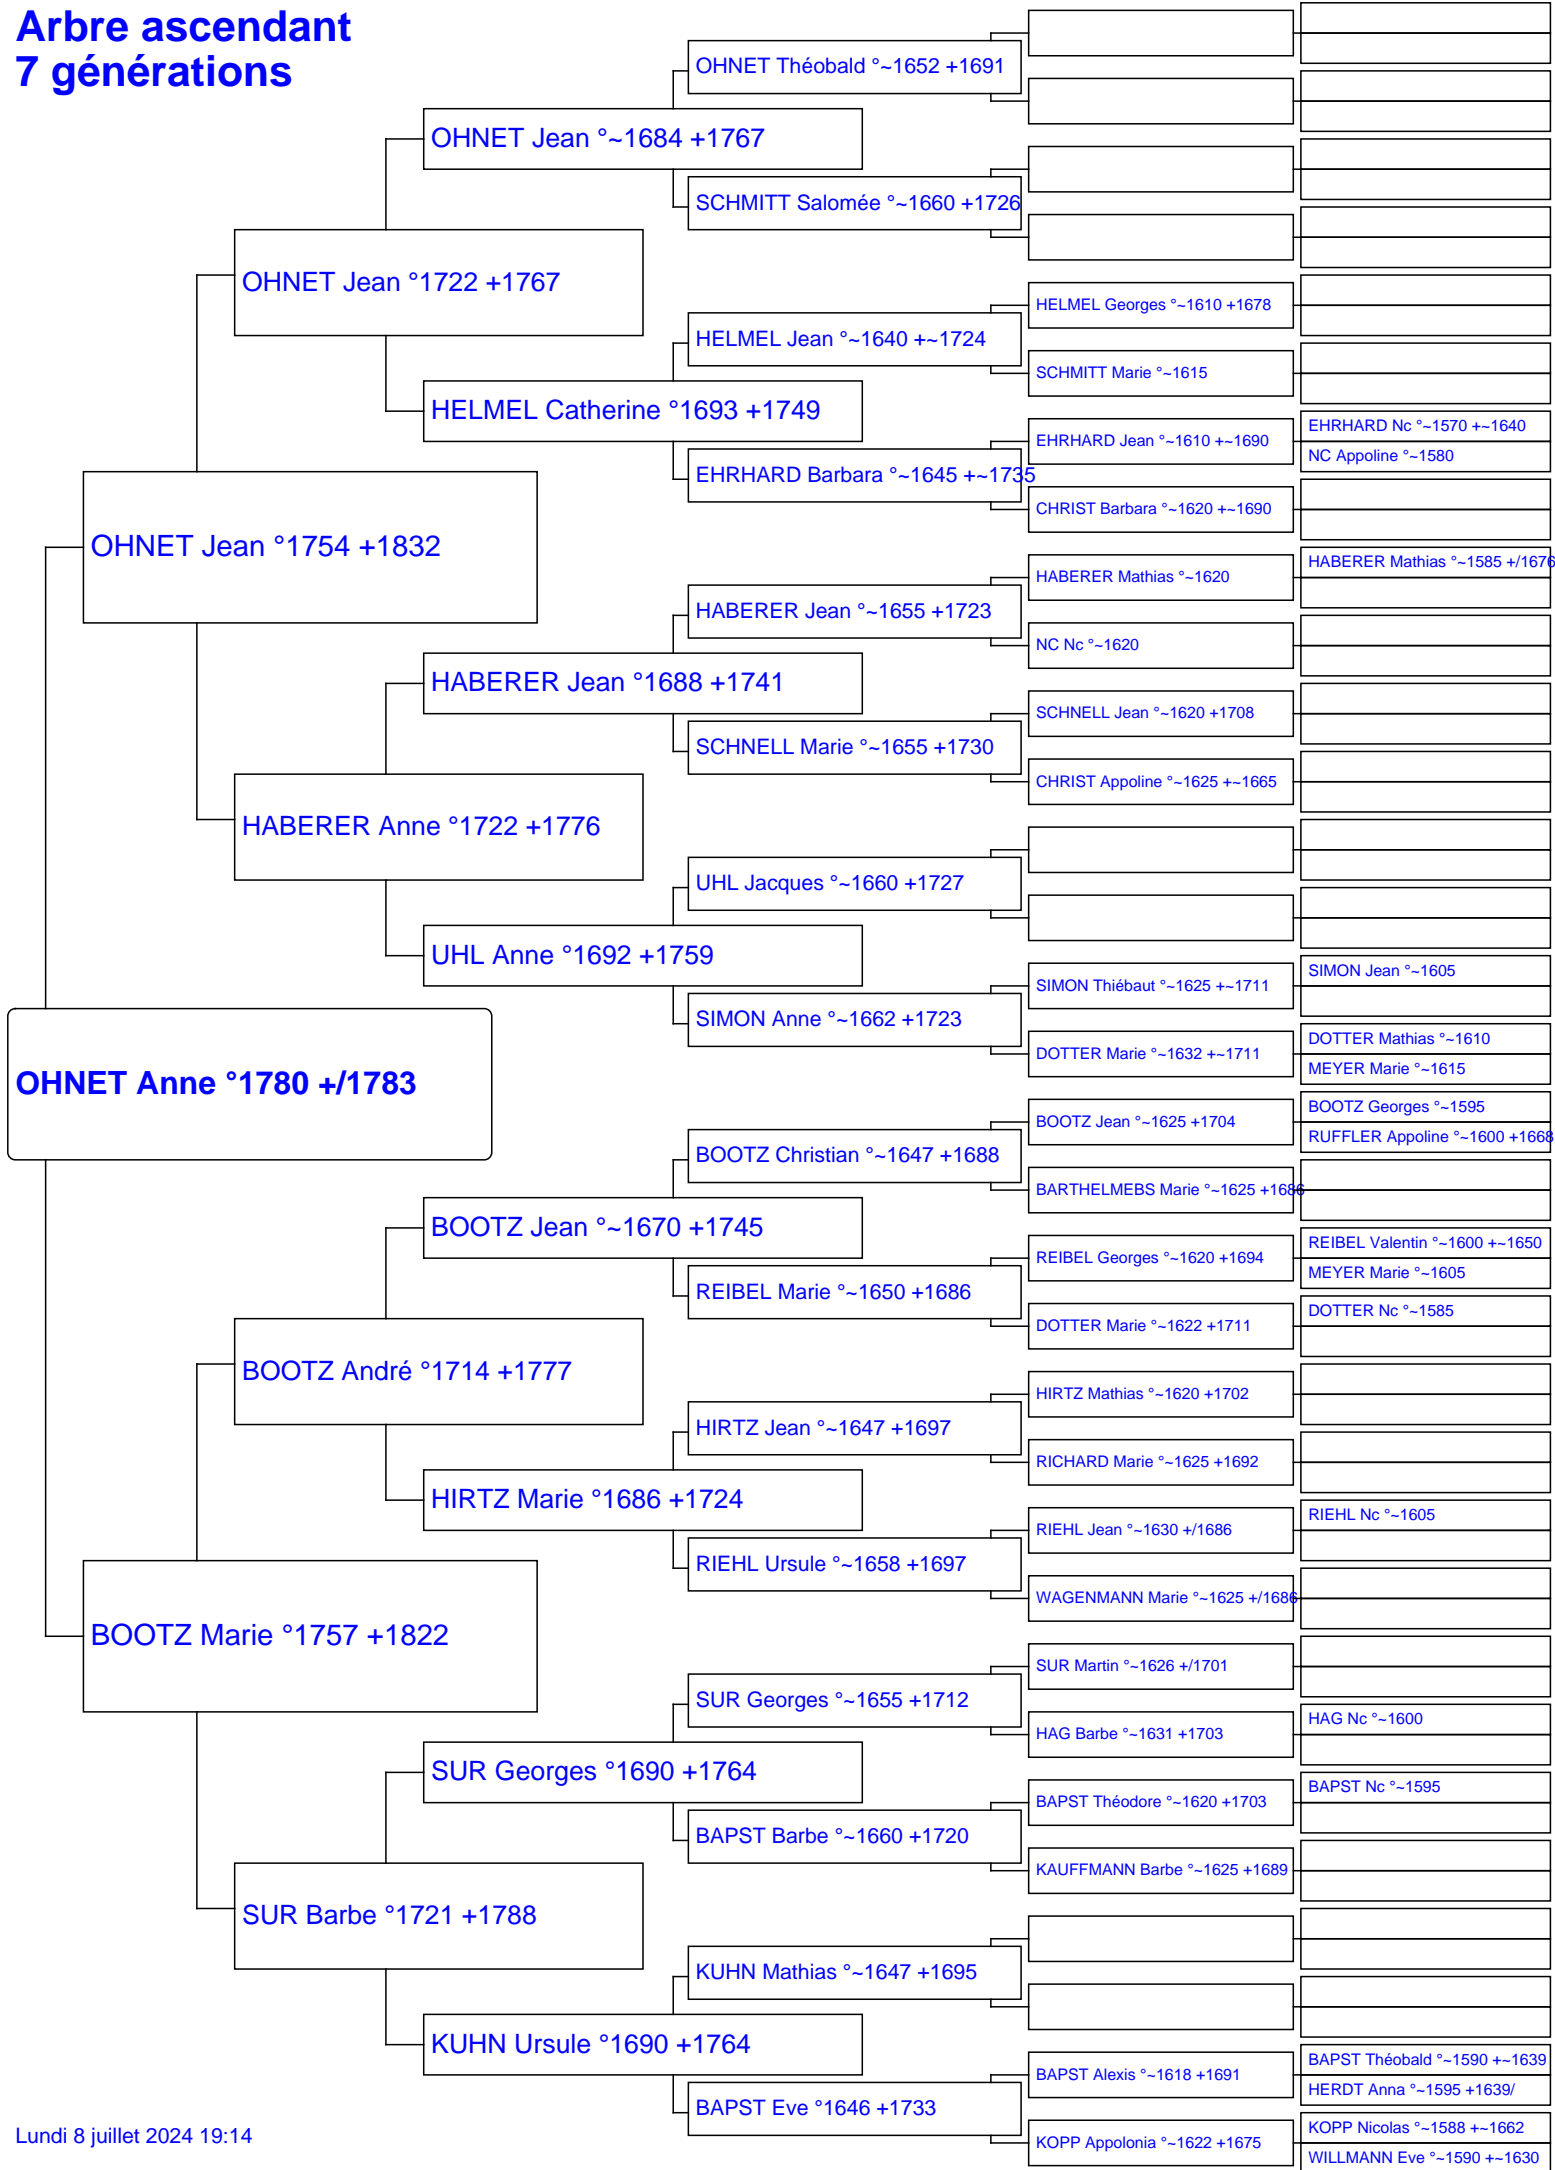 Arbre ascendant
7 générations
OHNET Théobald °~1652 +1691
OHNET Jean °~1684 +1767
SCHMITT Salomée °~1660 +1726
OHNET Jean °1722 +1767
HELMEL Georges °~1610 +1678
HELMEL Jean °~1640 +~1724
SCHMITT Marie °~1615
HELMEL Catherine °1693 +1749
EHRHARD Nc °~1570 +~1640
EHRHARD Jean °~1610 +~1690
NC Appoline °~1580
EHRHARD Barbara °~1645 +~1735
CHRIST Barbara °~1620 +~1690
OHNET Jean °1754 +1832
HABERER Mathias °~1585 +/1676
HABERER Mathias °~1620
HABERER Jean °~1655 +1723
NC Nc °~1620
HABERER Jean °1688 +1741
SCHNELL Jean °~1620 +1708
SCHNELL Marie °~1655 +1730
CHRIST Appoline °~1625 +~1665
HABERER Anne °1722 +1776
UHL Jacques °~1660 +1727
UHL Anne °1692 +1759
SIMON Jean °~1605
SIMON Thiébaut °~1625 +~1711
SIMON Anne °~1662 +1723
DOTTER Mathias °~1610
DOTTER Marie °~1632 +~1711
MEYER Marie °~1615
OHNET Anne °1780 +/1783
BOOTZ Georges °~1595
BOOTZ Jean °~1625 +1704
RUFFLER Appoline °~1600 +1668
BOOTZ Christian °~1647 +1688
BARTHELMEBS Marie °~1625 +1686
BOOTZ Jean °~1670 +1745
REIBEL Valentin °~1600 +~1650
REIBEL Georges °~1620 +1694
MEYER Marie °~1605
REIBEL Marie °~1650 +1686
DOTTER Nc °~1585
DOTTER Marie °~1622 +1711
BOOTZ André °1714 +1777
HIRTZ Mathias °~1620 +1702
HIRTZ Jean °~1647 +1697
RICHARD Marie °~1625 +1692
HIRTZ Marie °1686 +1724
RIEHL Nc °~1605
RIEHL Jean °~1630 +/1686
RIEHL Ursule °~1658 +1697
WAGENMANN Marie °~1625 +/1686
BOOTZ Marie °1757 +1822
SUR Martin °~1626 +/1701
SUR Georges °~1655 +1712
HAG Nc °~1600
HAG Barbe °~1631 +1703
SUR Georges °1690 +1764
BAPST Nc °~1595
BAPST Théodore °~1620 +1703
BAPST Barbe °~1660 +1720
KAUFFMANN Barbe °~1625 +1689
SUR Barbe °1721 +1788
KUHN Mathias °~1647 +1695
KUHN Ursule °1690 +1764
BAPST Théobald °~1590 +~1639
BAPST Alexis °~1618 +1691
HERDT Anna °~1595 +1639/
BAPST Eve °1646 +1733
KOPP Nicolas °~1588 +~1662
KOPP Appolonia °~1622 +1675
WILLMANN Eve °~1590 +~1630
Lundi 8 juillet 2024 19:14